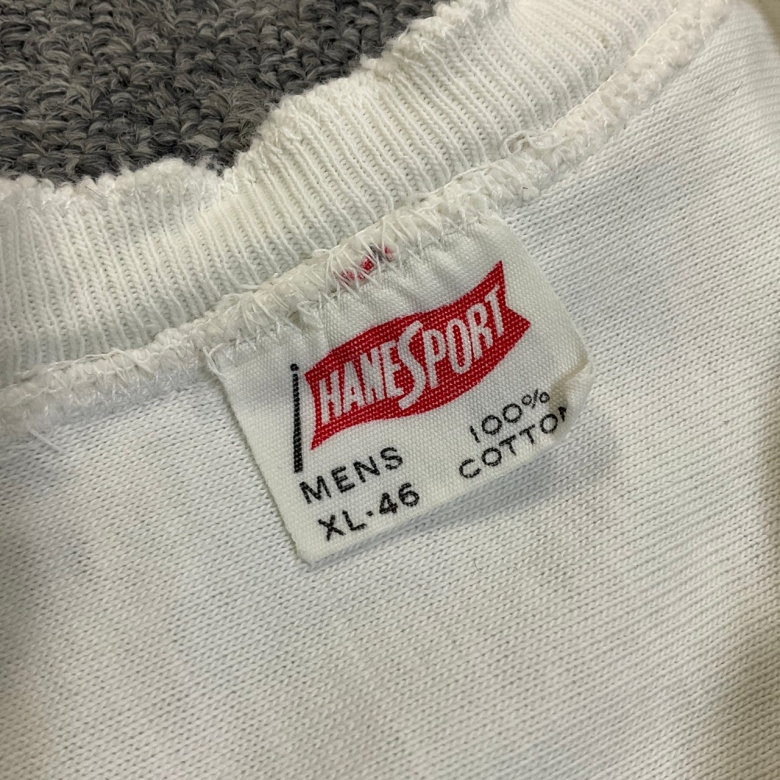 HANESPORT
MENS
XL-46
100%
COTTON